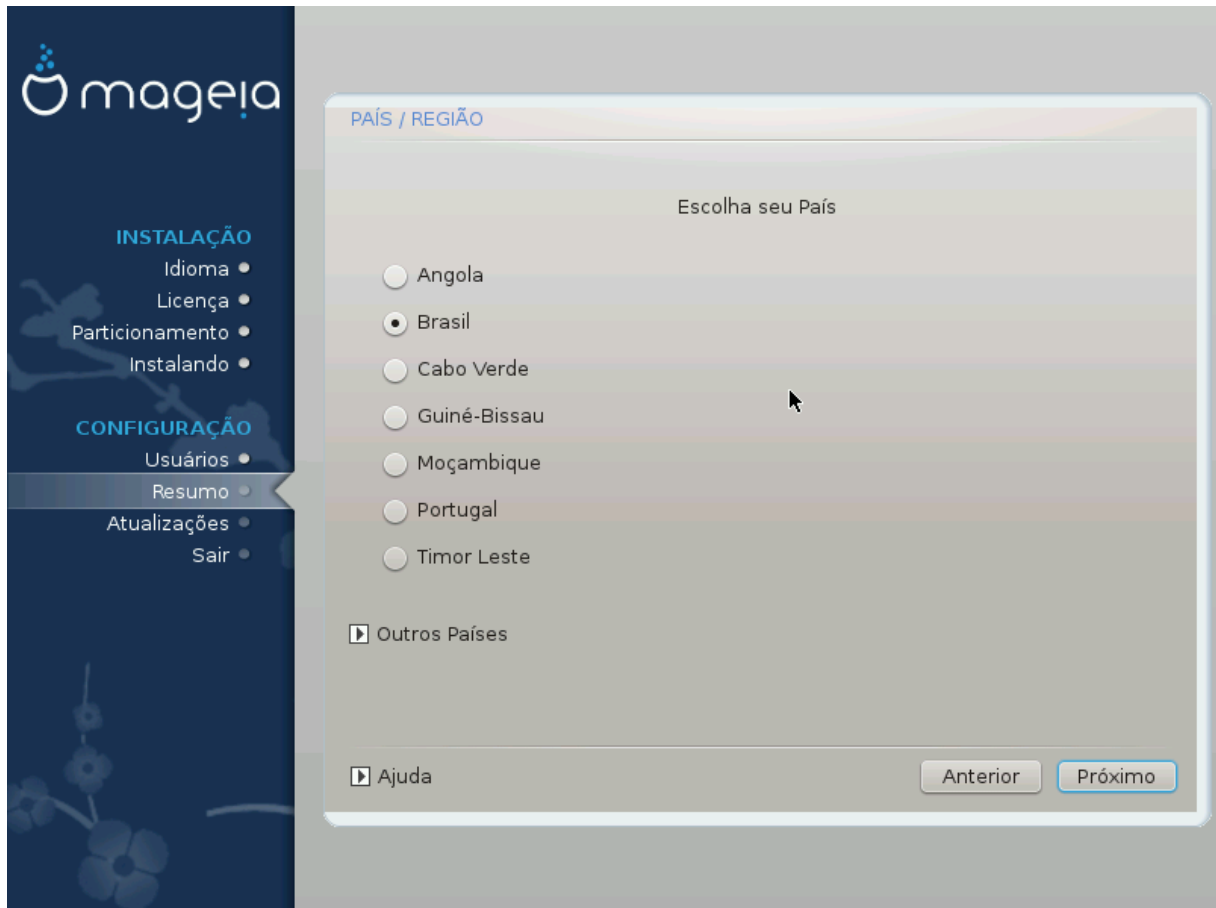 mageia
INSTALAÇÃO
Idioma
Licença
Particionamento
Instalando
CONFIGURAÇÃO
Usuários
Resumo
Atualizações
Sair
PAÍS / REGIÃO
Escolha seu País
Angola
Brasil
Cabo Verde
Guiné-Bissau
Moçambique
Portugal
Timor Leste
Outros Países
Ajuda
Anterior
Próximo